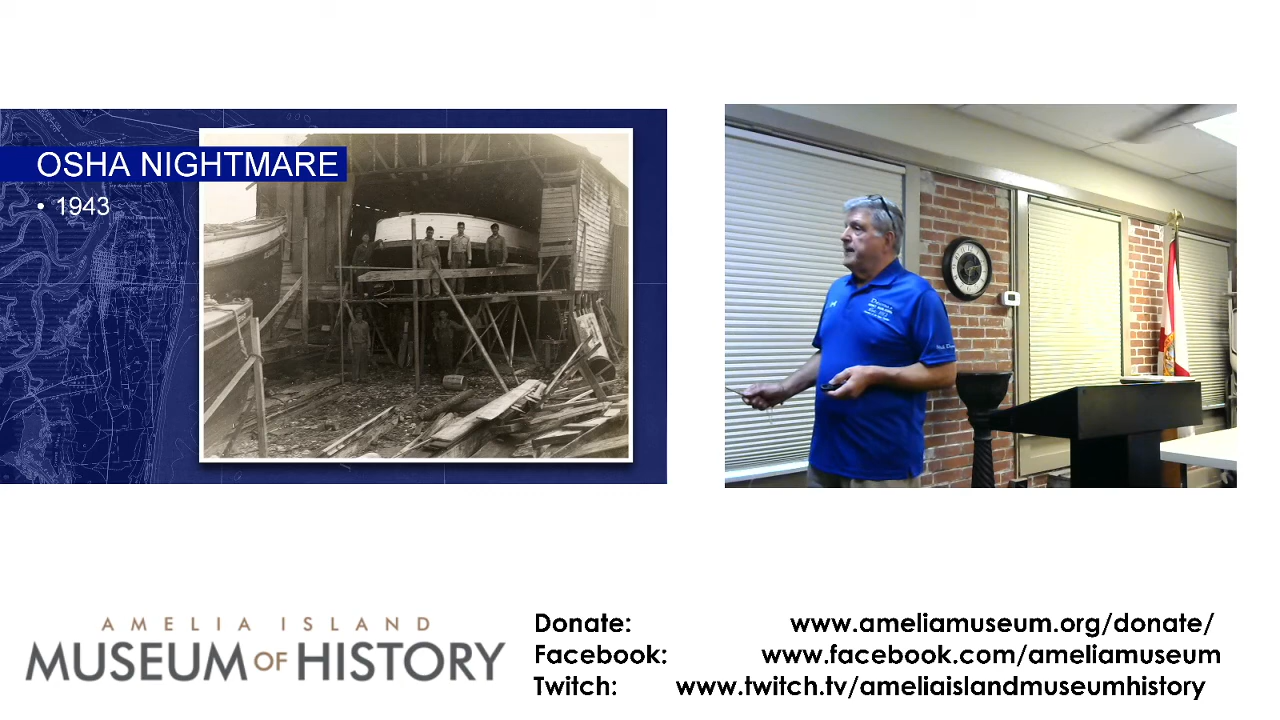 OSHA NIGHTMARE
• 1943
AMELIA ISLAND
MUSEUM OF HISTORY
Donate: www.ameliamuseum.org/donate/
Facebook: www.facebook.com/ameliamuseum
Twitch: www.twitch.tv/ameliaislandmuseumhistory